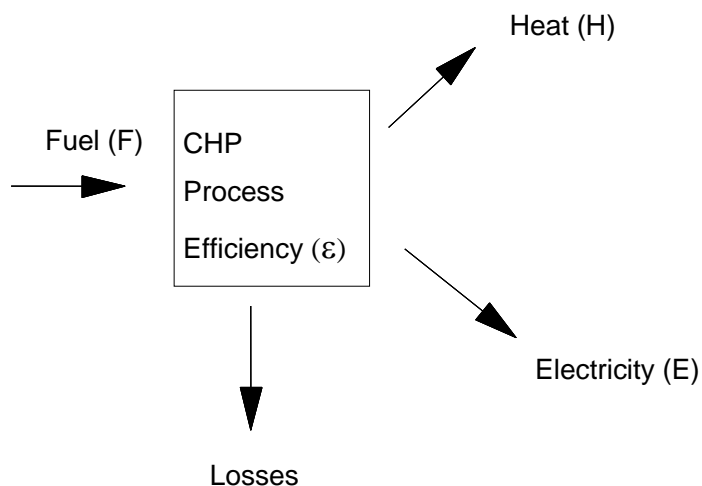 Heat (H)
Fuel (F)
CHP
Process
Efficiency (ε)
Electricity (E)
Losses